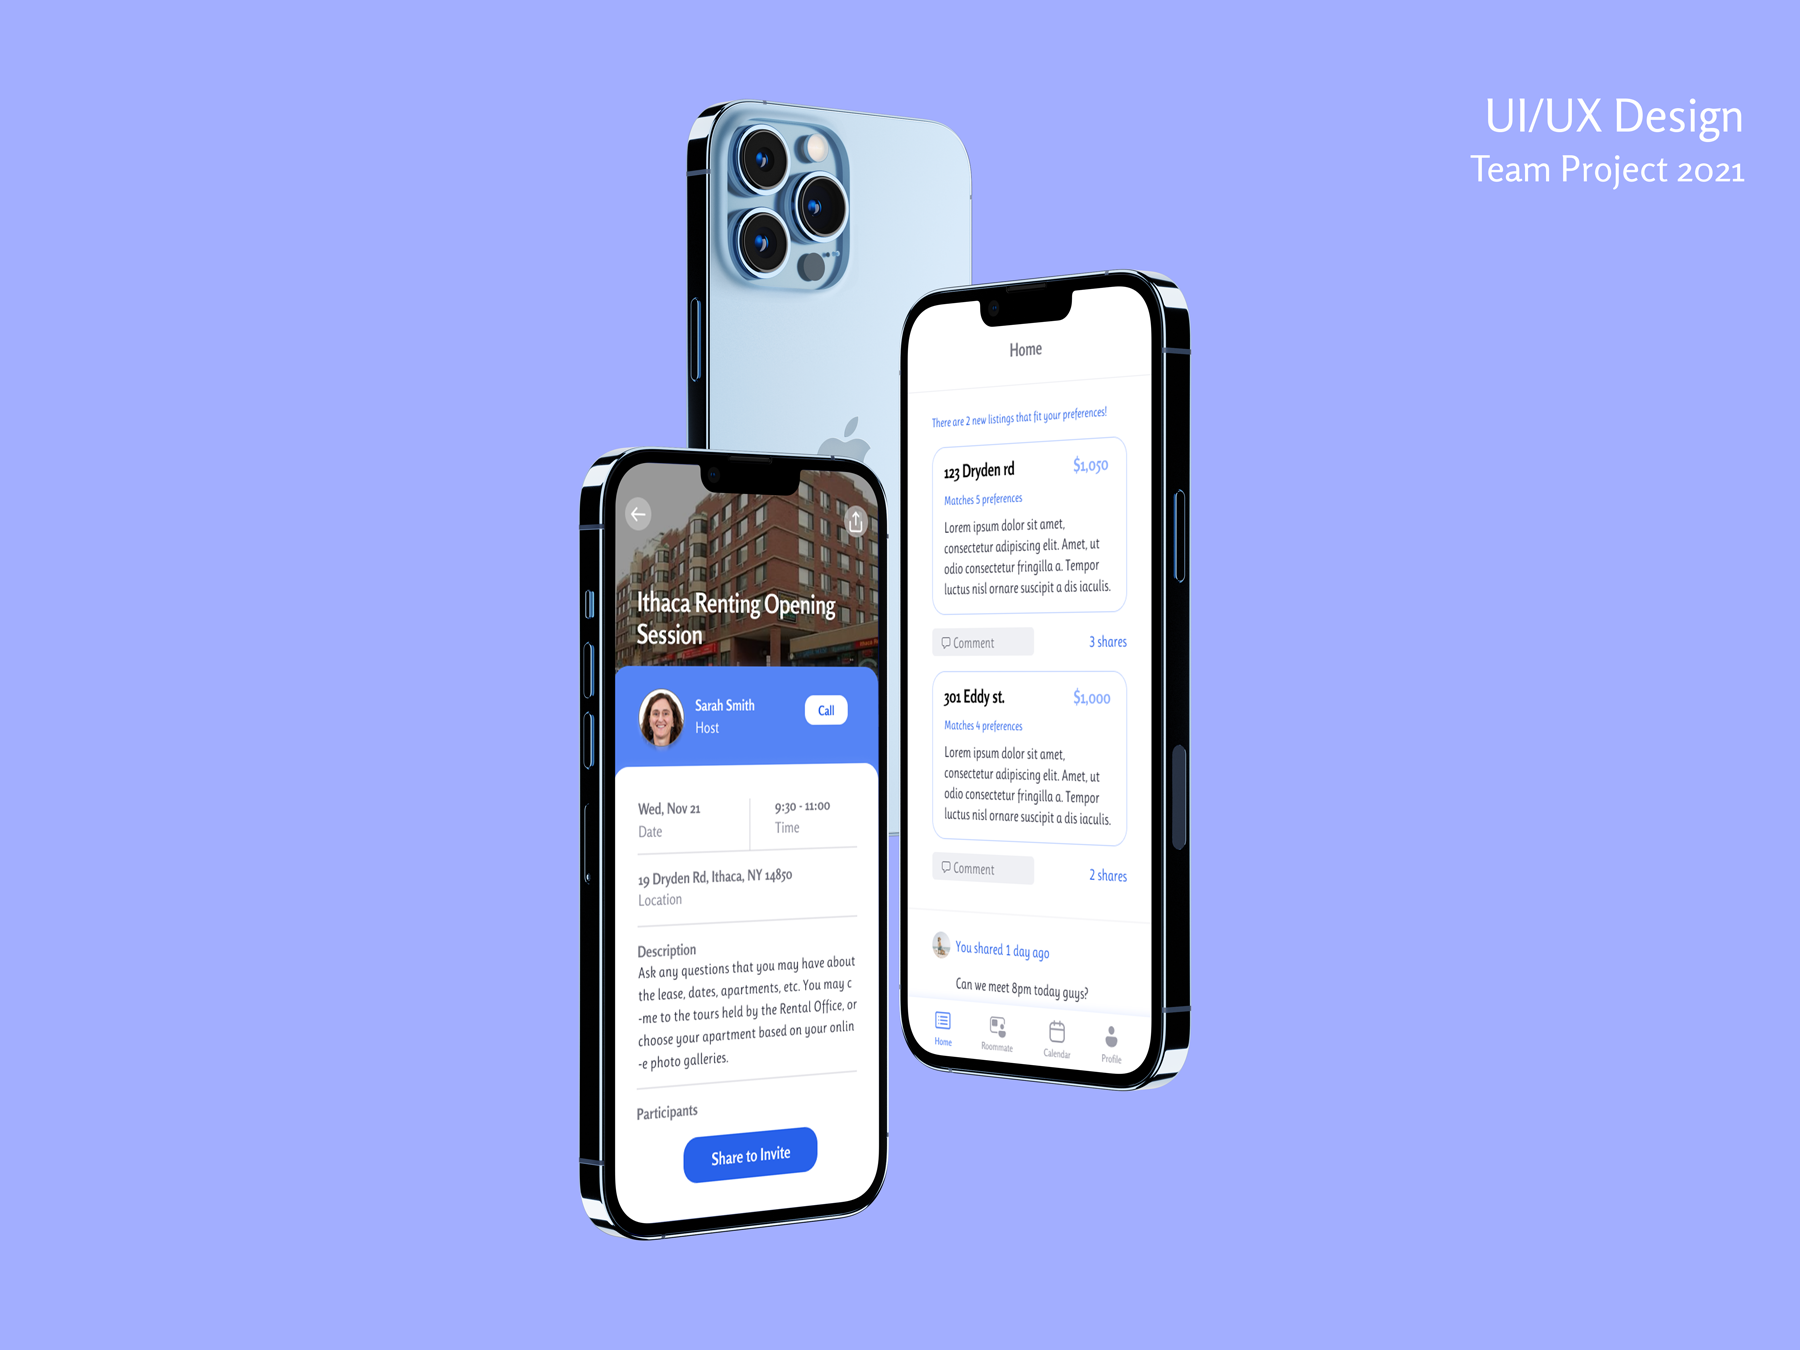 UI/UX Design
Team Project 2021
Ithaca Renting Opening
Session
Sarah Smith
Host
Call
Wed, Nov 21
Date
9:30 - 11:00
Time
19 Dryden Rd, Ithaca, NY 14850
Location
Description
Ask any questions that you may have about
the lease, dates, apartments, etc. You may c
-me to the tours held by the Rental Office, or
choose your apartment based on your onlin
-e photo galleries.
Participants
Share to Invite
Home
There are 2 new listings that fit your preferences!
123 Dryden rd
$1,050
Matches 5 preferences
Lorem ipsum dolor sit amet,
consectetur adipiscing elit. Amet, ut
odio consectetur fringilla a. Tempor
luctus nisl ornare suscipit a dis iaculis.
Comment
3 shares
301 Eddy st.
$1,000
Matches 4 preferences
Lorem ipsum dolor sit amet,
consectetur adipiscing elit. Amet, ut
odio consectetur fringilla a. Tempor
luctus nisl ornare suscipit a dis iaculis.
Comment
2 shares
You shared 1 day ago
Can we meet 8pm today guys?
Home
Roommate
Calendar
Profile